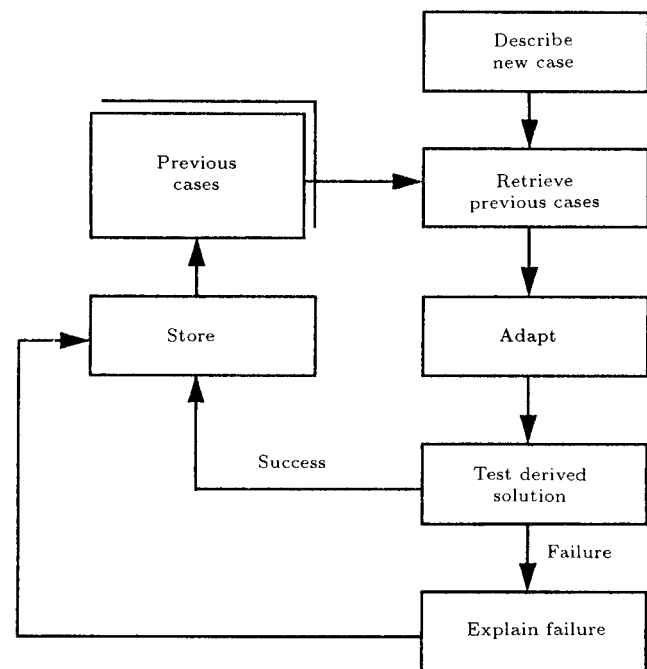 Describe
new case
Previous
cases
Retrieve
previous cases
Store
Adapt
Success
Test derived
solution
Failure
Explain failure